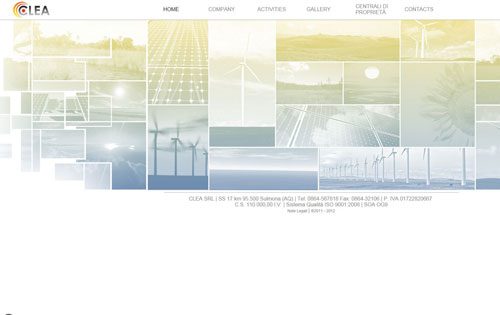 CLEA
HOME COMPANY ACTIVITIES GALLERY CENTRALI DI PROPRIETÀ CONTACTS
CLEA SRL | SS 17 km 95.500 Sulmona (AQ) | Tel: 0864-567818 Fax: 0864-32106 | P. IVA 01722820667
C.S. 110.000,00 I.V. | Sistema Qualità ISO 9001:2008 | SOA GG9
Note Legali | ©2011 - 2012